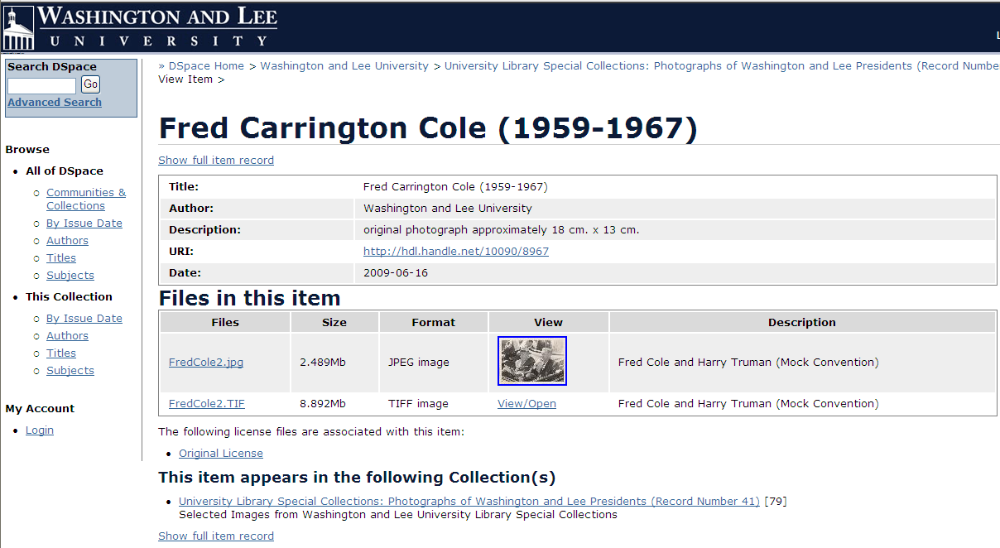 WASHINGTON AND LEE
UNIVERSITY
Search DSpace
Go
Advanced Search
Browse
All of DSpace
Communities &
Collections
By Issue Date
Authors
Titles
Subjects
This Collection
By Issue Date
Authors
Titles
Subjects
My Account
Login
» DSpace Home > Washington and Lee University > University Library Special Collections: Photographs of Washington and Lee Presidents (Record Numbe
View Item >
Fred Carrington Cole (1959-1967)
Show full item record
Title: Fred Carrington Cole (1959-1967)
Author: Washington and Lee University
Description: original photograph approximately 18 cm. x 13 cm.
URI: http://hdl.handle.net/10090/8967
Date: 2009-06-16
Files in this item
Files Size Format View Description
FredCole2.jpg 2.489Mb JPEG image Fred Cole and Harry Truman (Mock Convention)
FredCole2.TIF 8.892Mb TIFF image View/Open Fred Cole and Harry Truman (Mock Convention)
The following license files are associated with this item:
Original License
This item appears in the following Collection(s)
University Library Special Collections: Photographs of Washington and Lee Presidents (Record Number 41) [79]
Selected Images from Washington and Lee University Library Special Collections
Show full item record